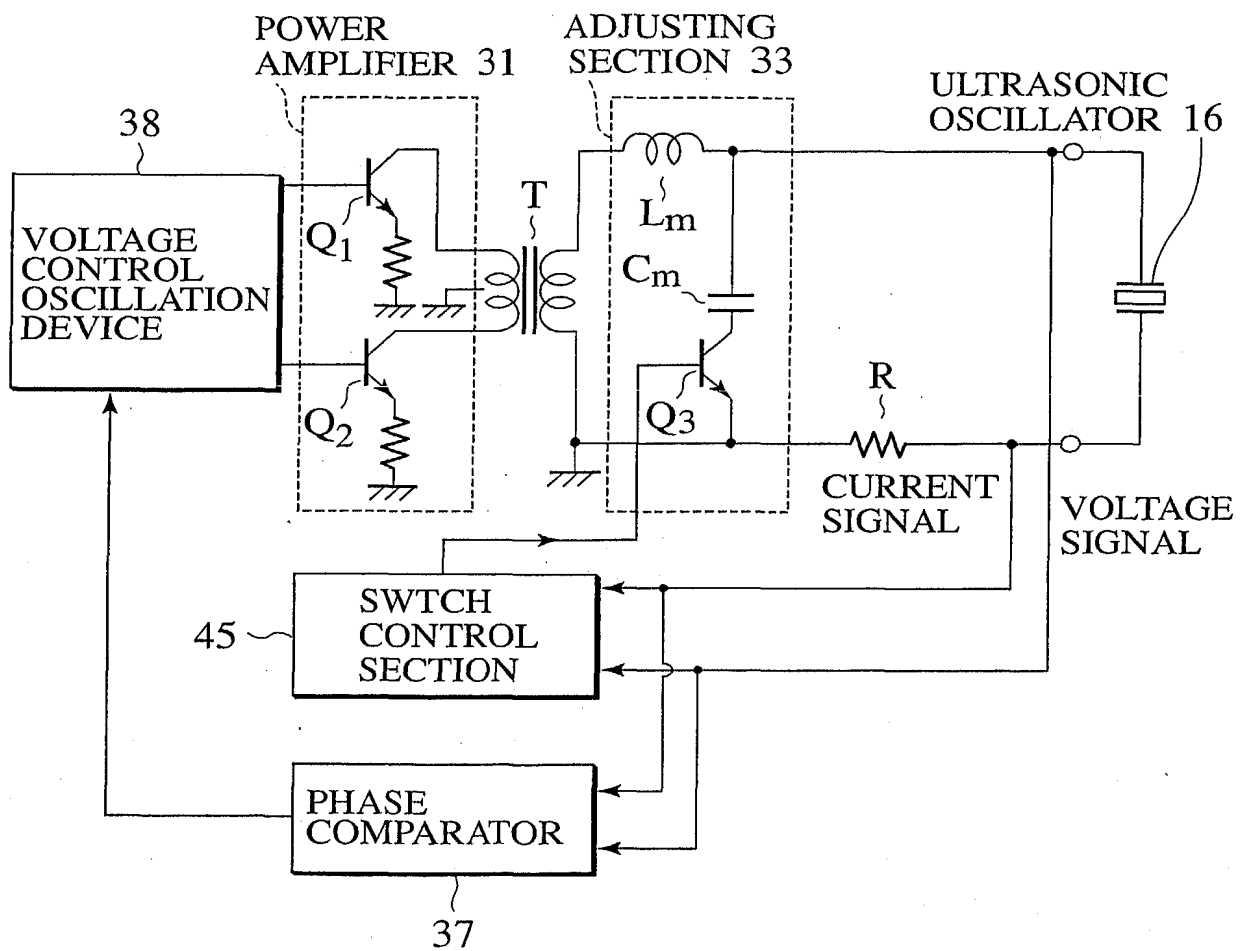 POWER
AMPLIFIER 31
ADJUSTING
SECTION 33
ULTRASONIC
OSCILLATOR 16
38
VOLTAGE
CONTROL
OSCILLATION
DEVICE
Q1
Q2
T
Lm
Cm
Q3
R
CURRENT
SIGNAL
VOLTAGE
SIGNAL
45
SWTCH
CONTROL
SECTION
PHASE
COMPARATOR
37